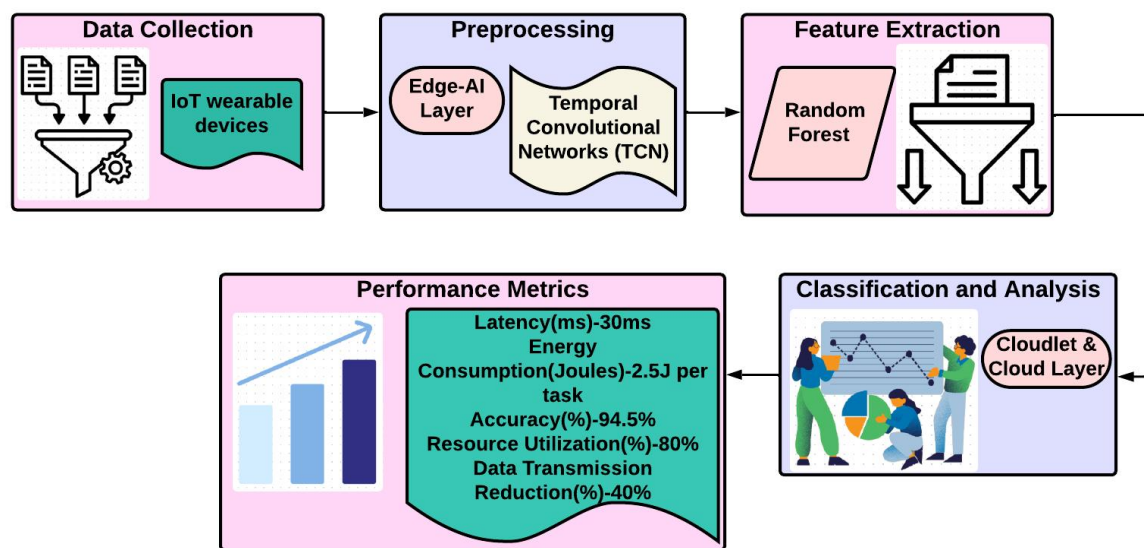 Data Collection
IoT wearable
devices
Preprocessing
Edge-AI
Layer
Temporal
Convolutional
Networks (TCN)
Feature Extraction
Random
Forest
Classification and Analysis
Cloudlet &
Cloud Layer
Performance Metrics
Latency(ms)-30ms
Energy
Consumption(Joules)-2.5J per
task
Accuracy(%)-94.5%
Resource Utilization(%)-80%
Data Transmission
Reduction(%)-40%